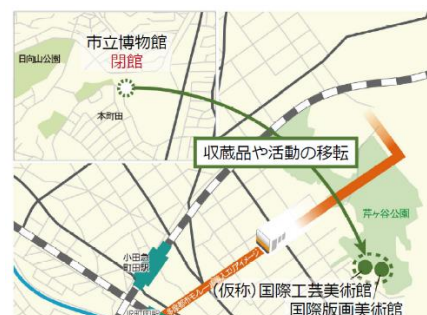 市立博物館
閉館
日向山公園
本町田
収蔵品や活動の移転
芹ヶ谷公園
小田急
町田駅
(仮称)国際工芸美術館
国際版画美術館